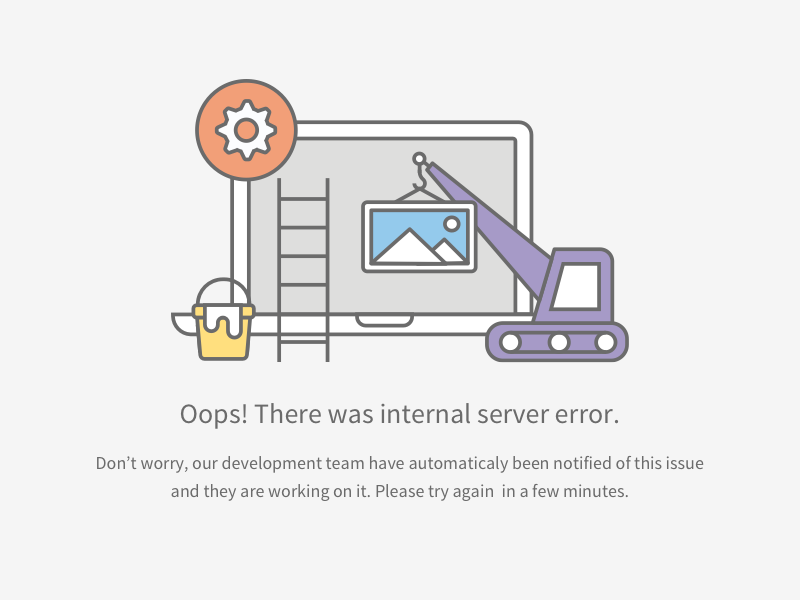 Oops! There was internal server error.
Don’t worry, our development team have automaticaly been notified of this issue
and they are working on it. Please try again  in a few minutes.